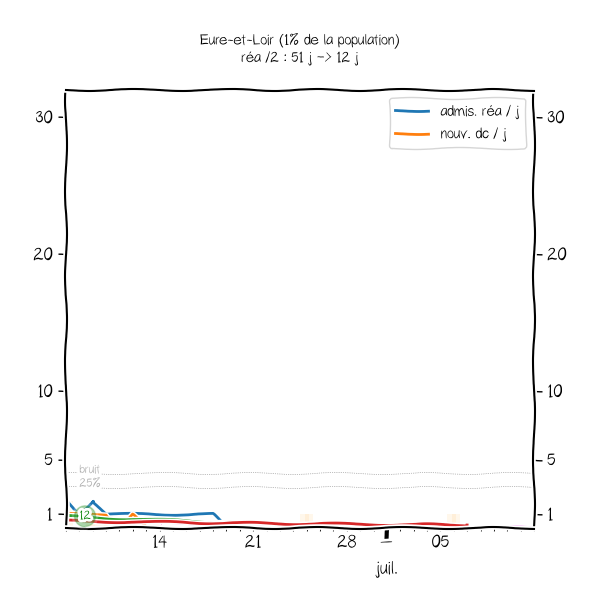 Eure-et-Loir (1% de la population)
réa /2 : 51 j -> 12 j
admis. réa / j
nouv. dc / j
30
30
20
20
10
10
5
5
bruit
25%
12
1
1
14
21
28
1
05
juil.